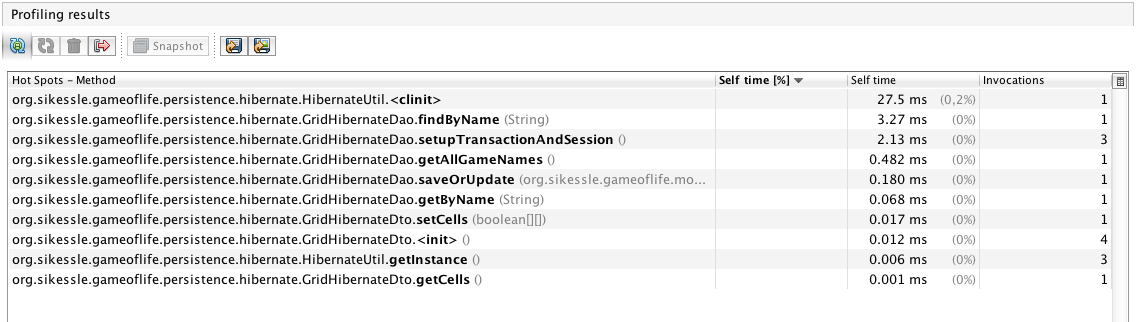 Profiling results
Snapshot
Hot Spots – Method Self time [%] Self time Invocations
org.sikessle.gameoflife.persistence.hibernate.HibernateUtil.<clinit> 27.5 ms (0,2%) 1
org.sikessle.gameoflife.persistence.hibernate.GridHibernateDao.findByName (String) 3.27 ms (0%) 1
org.sikessle.gameoflife.persistence.hibernate.GridHibernateDao.setupTransactionAndSession () 2.13 ms (0%) 3
org.sikessle.gameoflife.persistence.hibernate.GridHibernateDao.getAllGameNames () 0.482 ms (0%) 1
org.sikessle.gameoflife.persistence.hibernate.GridHibernateDao.saveOrUpdate (org.sikessle.gameoflife.mo... 0.180 ms (0%) 1
org.sikessle.gameoflife.persistence.hibernate.GridHibernateDao.getByName (String) 0.068 ms (0%) 1
org.sikessle.gameoflife.persistence.hibernate.GridHibernateDto.setCells (boolean[][]) 0.017 ms (0%) 1
org.sikessle.gameoflife.persistence.hibernate.GridHibernateDto.<init> () 0.012 ms (0%) 4
org.sikessle.gameoflife.persistence.hibernate.HibernateUtil.getInstance () 0.006 ms (0%) 3
org.sikessle.gameoflife.persistence.hibernate.GridHibernateDto.getCells () 0.001 ms (0%) 1